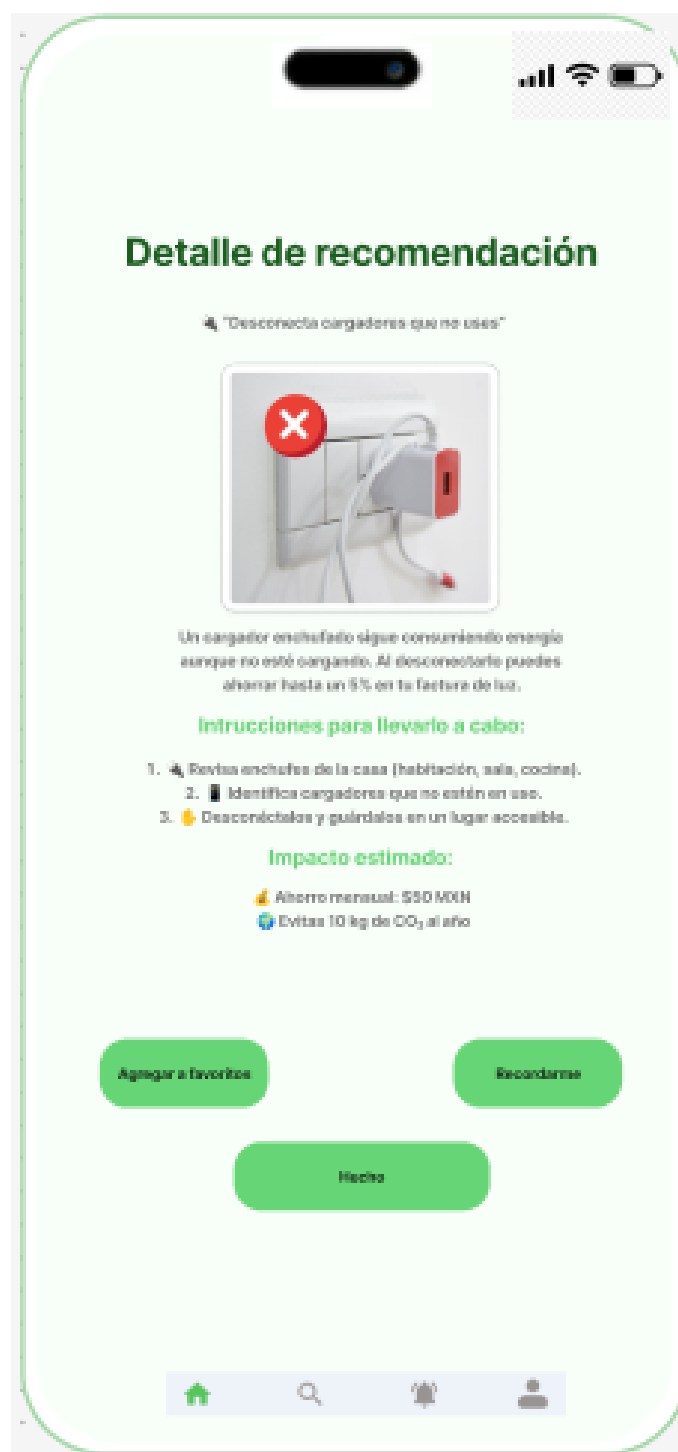 Detalle de recomendación
🔌 "Desconecta cargadores que no uses"
Un cargador enchufado sigue consumiendo energía
aunque no esté cargando. Al desconectarlo puedes
ahorrar hasta un 5% en tu factura de luz.
Intrucciones para llevarlo a cabo:
1. 🔌 Revisa enchufes de la casa (habitación, sala, cocina).
2. 📱 Identifica cargadores que no estén en uso.
3. ✋ Desconéctalos y guárdalos en un lugar accesible.
Impacto estimado:
💰 Ahorro mensual: $50 MXN
🌍 Evitas 10 kg de CO₂ al año
Agregar a favoritos
Recordarme
Hecho